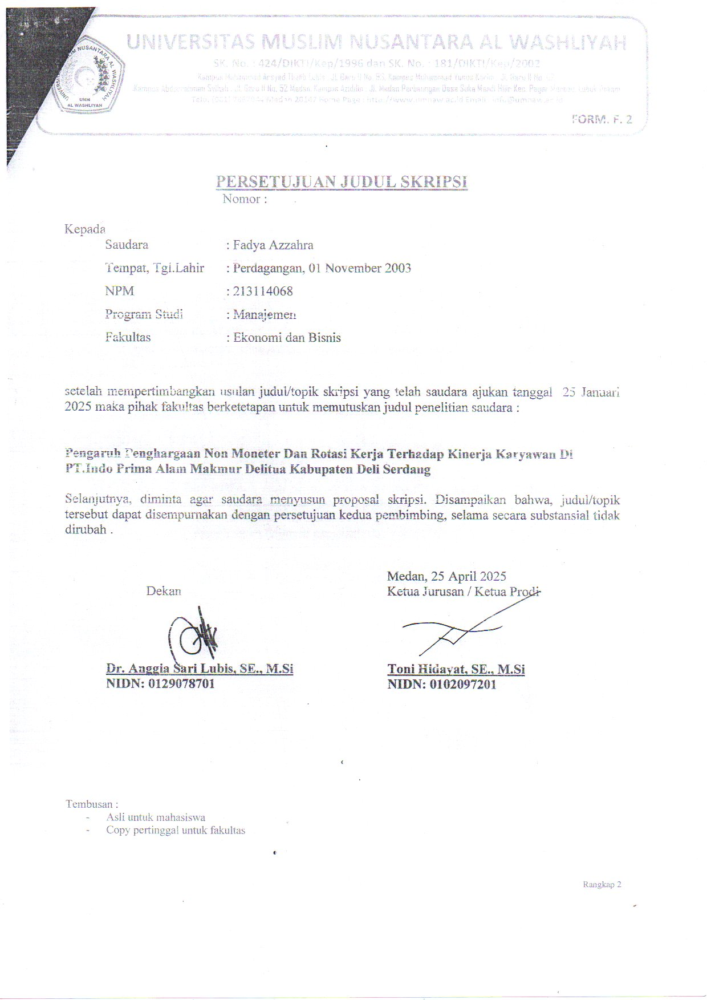 UNIVERSITAS MUSLIM NUSANTARA AL WASHLIYAH
SK. No. : 424/DIKTI/Kep/1996 dan SK. No. : 181/DIKTI/Kep/2002
Kampus Muhammad Arsyad Thalib Lubis : Jl. Garu II No. 93, Kampus Muhammad Yunus Karim : Jl. Garu II No.
Kampus Abdurrahman Syihab : Jl. Garu II No. 52 Medan, Kampus Aziddin : Jl. Medan Perbaungan Desa Suka Mandi Hilir Kec. Pagar Merbau, Lubuk Pakam
Telp. (061) Medan 20147 Home Page : http://www.umnaw.ac.id Email : info@umnaw.ac.id
UMN
AL WASHLIYAH
FORM. F. 2
PERSETUJUAN JUDUL SKRIPSI
Nomor :
Kepada
Saudara : Fadya Azzahra
Tempat, Tgl.Lahir : Perdagangan, 01 November 2003
NPM : 213114068
Program Studi : Manajemen
Fakultas : Ekonomi dan Bisnis
setelah mempertimbangkan usulan judul/topik skripsi yang telah saudara ajukan tanggal 25 Januari
2025 maka pihak fakultas berketetapan untuk memutuskan judul penelitian saudara :
Pengaruh Penghargaan Non Moneter Dan Rotasi Kerja Terhadap Kinerja Karyawan Di
PT.Indo Prima Alam Makmur Delitua Kabupaten Deli Serdang
Selanjutnya, diminta agar saudara menyusun proposal skripsi. Disampaikan bahwa, judul/topik
tersebut dapat disempurnakan dengan persetujuan kedua pembimbing, selama secara substansial tidak
dirubah .
Medan, 25 April 2025
Dekan
Ketua Jurusan / Ketua Prodi
Dr. Anggia Sari Lubis, SE., M.Si
NIDN: 0129078701
Toni Hidayat, SE., M.Si
NIDN: 0102097201
Tembusan :
- Asli untuk mahasiswa
- Copy pertinggal untuk fakultas
Rangkap 2